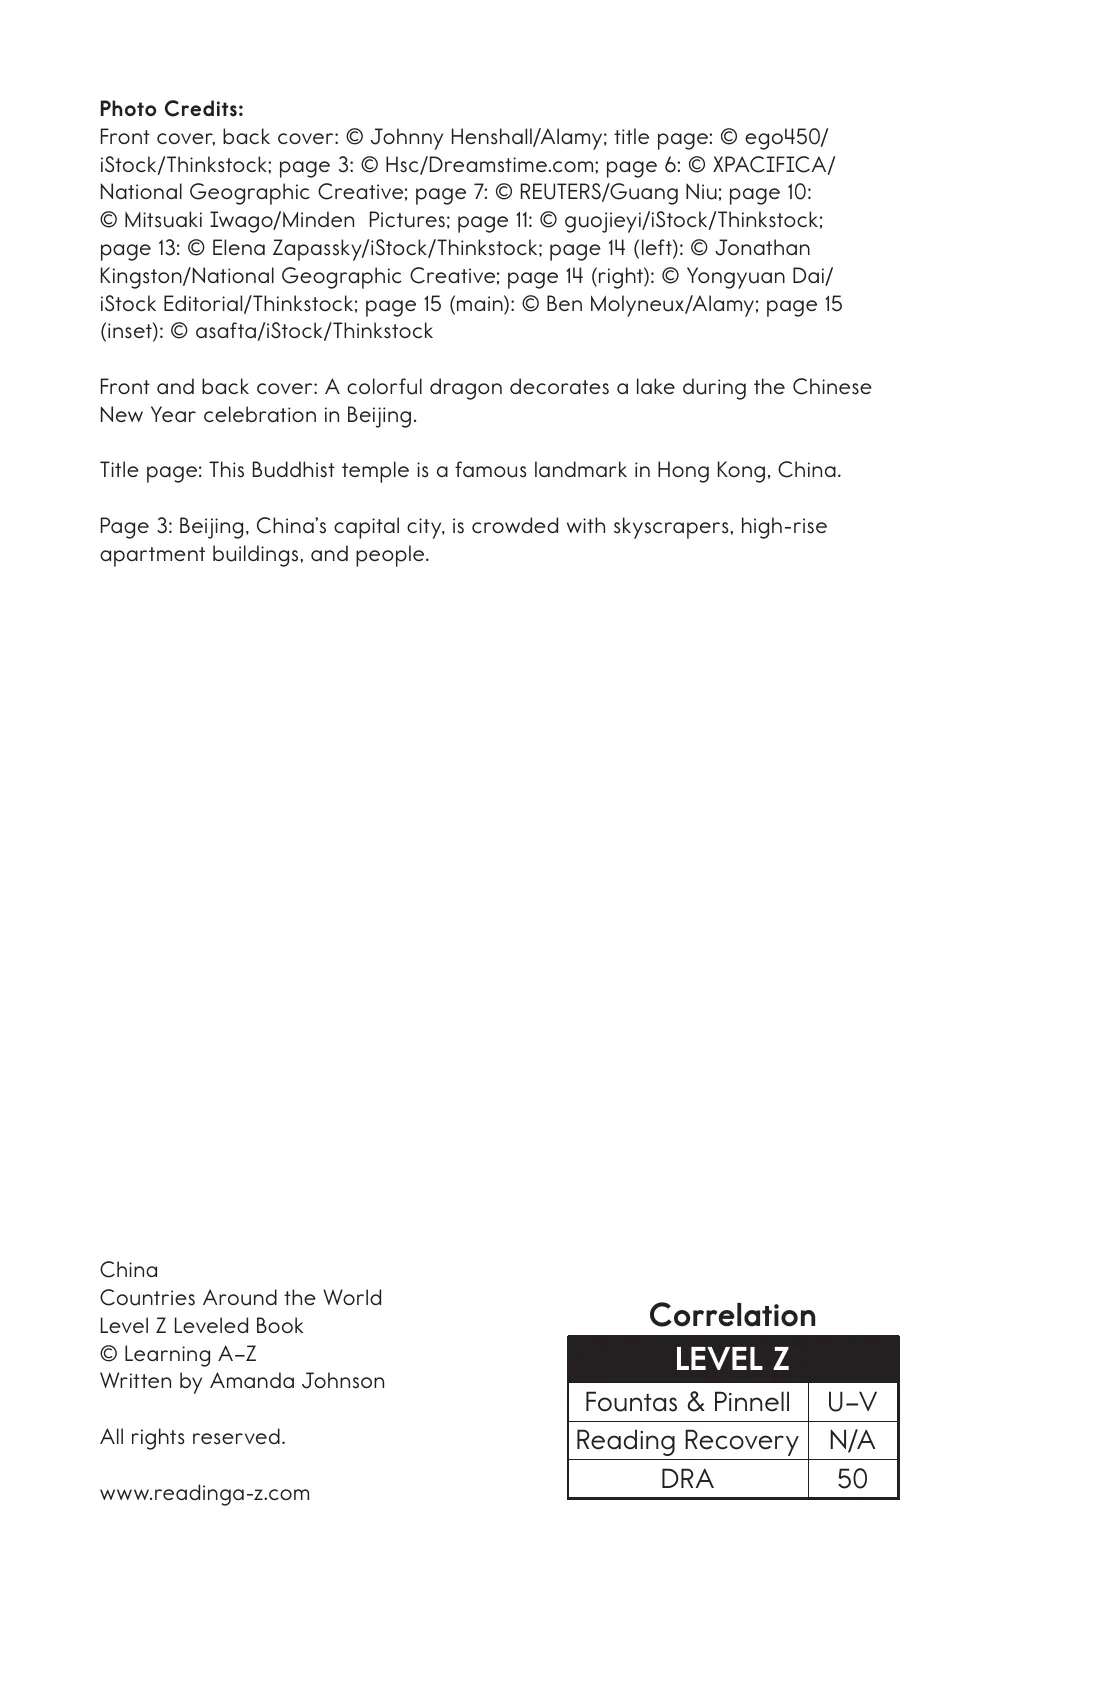 Photo Credits:
Front cover, back cover: © Johnny Henshall/Alamy; title page: © ego450/
iStock/Thinkstock; page 3: © Hsc/Dreamstime.com; page 6: © XPACIFICA/
National Geographic Creative; page 7: © REUTERS/Guang Niu; page 10:
© Mitsuaki Iwago/Minden  Pictures; page 11: © guojieyi/iStock/Thinkstock;
page 13: © Elena Zapassky/iStock/Thinkstock; page 14 (left): © Jonathan
Kingston/National Geographic Creative; page 14 (right): © Yongyuan Dai/
iStock Editorial/Thinkstock; page 15 (main): © Ben Molyneux/Alamy; page 15
(inset): © asafta/iStock/Thinkstock
Front and back cover: A colorful dragon decorates a lake during the Chinese
New Year celebration in Beijing.
Title page: This Buddhist temple is a famous landmark in Hong Kong, China.
Page 3: Beijing, China’s capital city, is crowded with skyscrapers, high-rise
apartment buildings, and people.
China
Countries Around the World
Level Z Leveled Book
© Learning A–Z
Written by Amanda Johnson
All rights reserved.
www.readinga-z.com
Correlation
LEVEL Z
Fountas & Pinnell U–V
Reading Recovery N/A
DRA 50